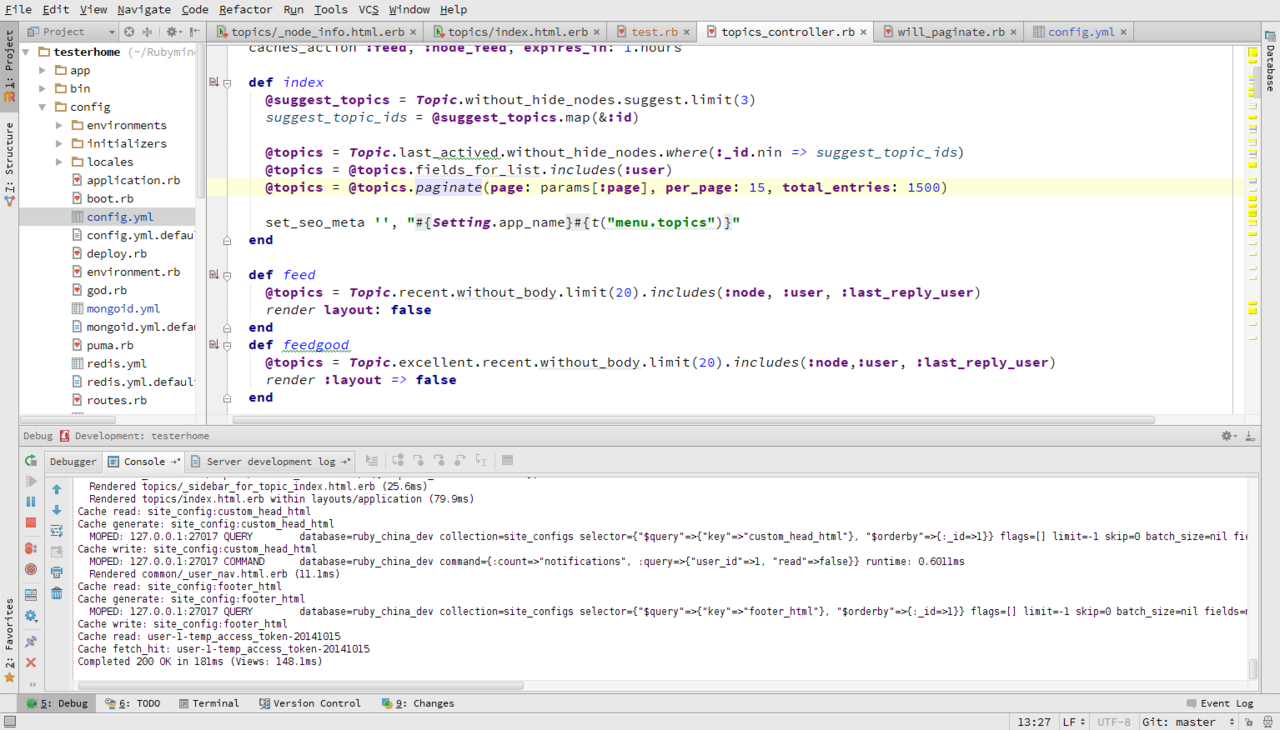 File Edit View Navigate Code Refactor Run Tools VCS Window Help
Project
topics/_node_info.html.erb
topics/index.html.erb
test.rb
topics_controller.rb
will_paginate.rb
config.yml
1: Project
7: Structure
2: Favorites
Database
testerhome (~/Rubymin
app
bin
config
environments
initializers
locales
application.rb
boot.rb
config.yml
config.yml.defau
deploy.rb
environment.rb
god.rb
mongoid.yml
mongoid.yml.defa
puma.rb
redis.yml
redis.yml.defaul
routes.rb
caches_action :feed, :node_feed, expires_in: 1.hours
def index
@suggest_topics = Topic.without_hide_nodes.suggest.limit(3)
suggest_topic_ids = @suggest_topics.map(&:id)
@topics = Topic.last_actived.without_hide_nodes.where(:_id.nin => suggest_topic_ids)
@topics = @topics.fields_for_list.includes(:user)
@topics = @topics.paginate(page: params[:page], per_page: 15, total_entries: 1500)
set_seo_meta '', "#{Setting.app_name}#{t("menu.topics")}"
end
def feed
@topics = Topic.recent.without_body.limit(20).includes(:node, :user, :last_reply_user)
render layout: false
end
def feedgood
@topics = Topic.excellent.recent.without_body.limit(20).includes(:node,:user, :last_reply_user)
render :layout => false
end
Debug Development: testerhome
Debugger Console Server development log
Rendered topics/_sidebar_for_topic_index.html.erb (25.6ms)
Rendered topics/index.html.erb within layouts/application (79.9ms)
Cache read: site_config:custom_head_html
Cache generate: site_config:custom_head_html
MOPED: 127.0.0.1:27017 QUERY database=ruby_china_dev collection=site_configs selector={"$query"=>{"key"=>"custom_head_html"}, "$orderby"=>{:_id=>1}} flags=[] limit=-1 skip=0 batch_size=nil fie
Cache write: site_config:custom_head_html
MOPED: 127.0.0.1:27017 COMMAND database=ruby_china_dev command={:count=>"notifications", :query=>{"user_id"=>1, "read"=>false}} runtime: 0.6011ms
Rendered common/_user_nav.html.erb (11.1ms)
Cache read: site_config:footer_html
Cache generate: site_config:footer_html
MOPED: 127.0.0.1:27017 QUERY database=ruby_china_dev collection=site_configs selector={"$query"=>{"key"=>"footer_html"}, "$orderby"=>{:_id=>1}} flags=[] limit=-1 skip=0 batch_size=nil fields=
Cache write: site_config:footer_html
Cache read: user-1-temp_access_token-20141015
Cache fetch_hit: user-1-temp_access_token-20141015
Completed 200 OK in 181ms (Views: 148.1ms)
5: Debug 6: TODO Terminal Version Control 9: Changes Event Log
13:27 LF UTF-8 Git: master